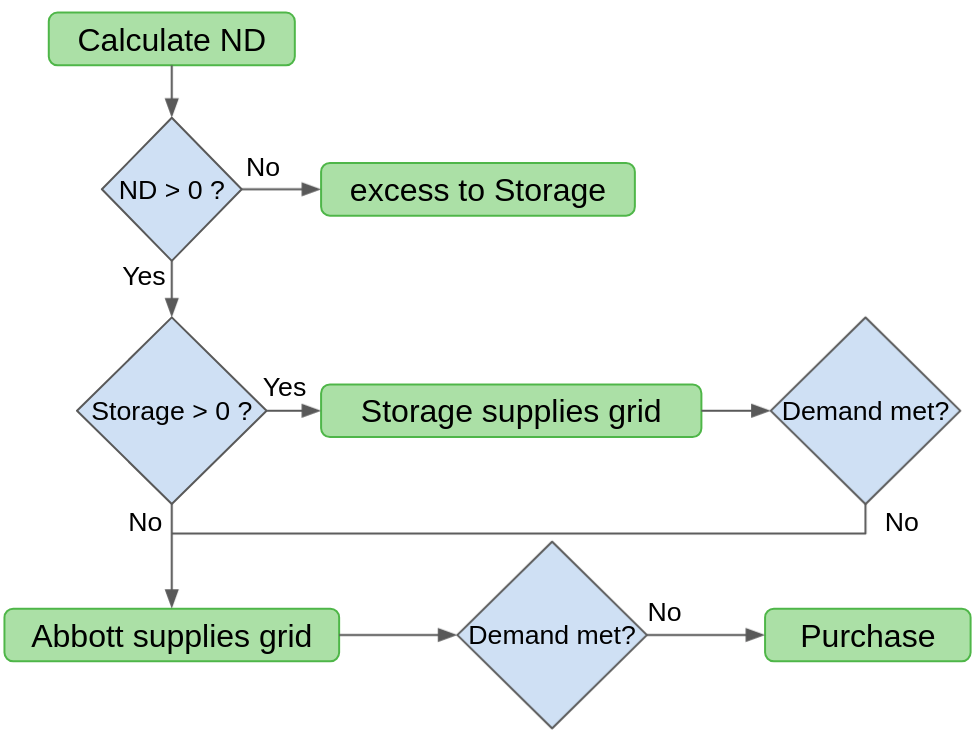 Calculate ND
No
ND > 0 ?
excess to Storage
Yes
Yes
Storage > 0 ?
Storage supplies grid
Demand met?
No
No
No
Abbott supplies grid
Demand met?
Purchase